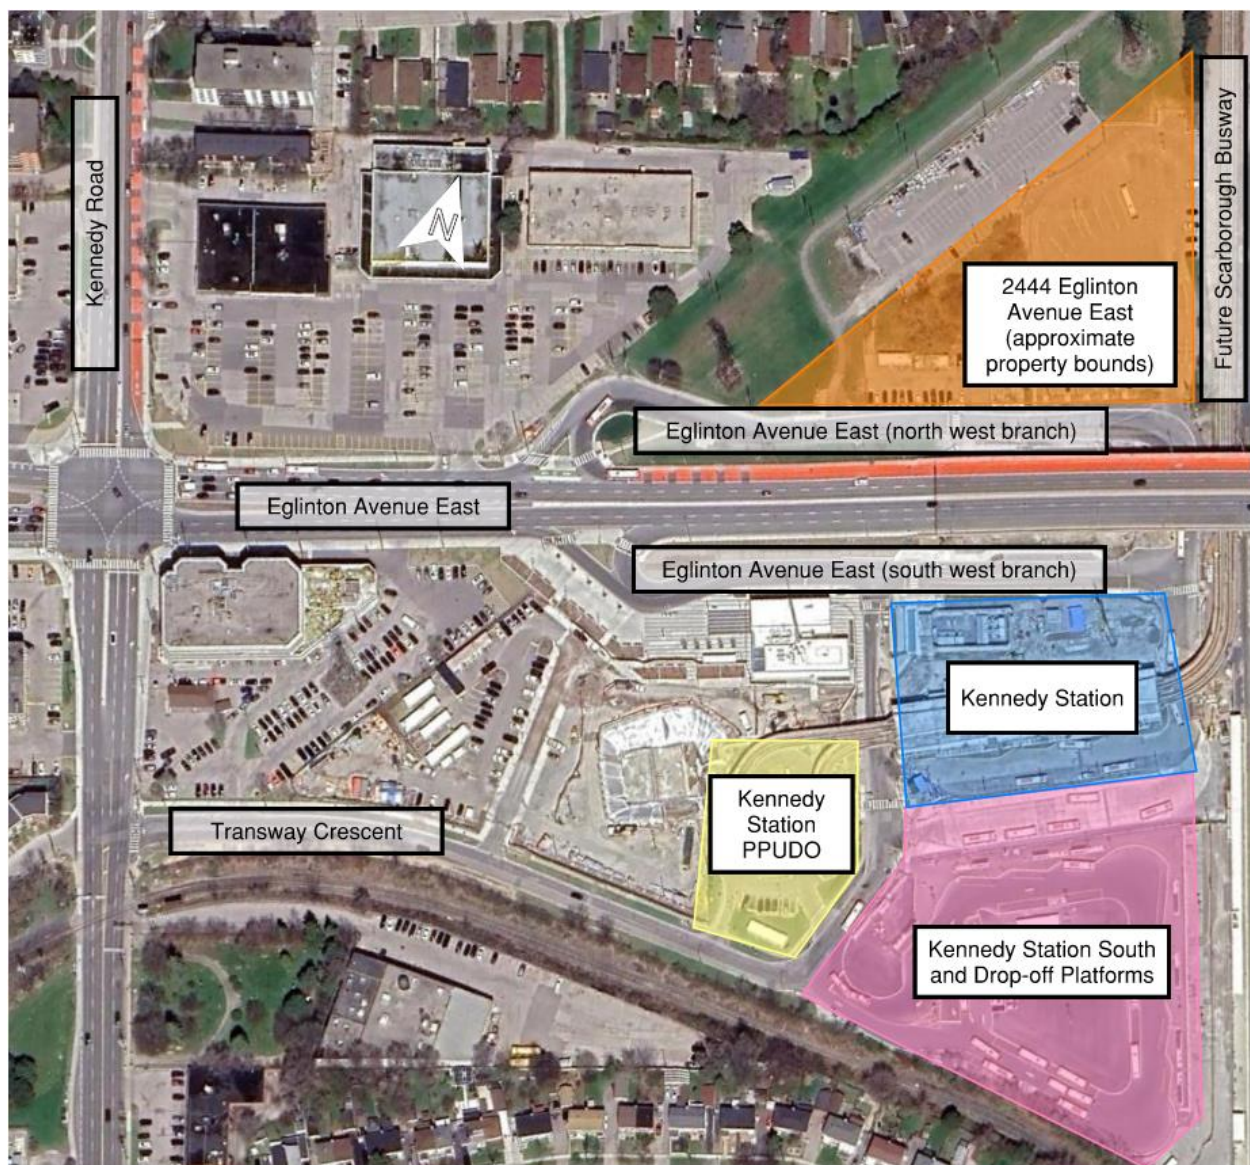 Kennedy Road
N
2444 Eglinton
Avenue East
(approximate
property bounds)
Future Scarborough Busway
Eglinton Avenue East (north west branch)
Eglinton Avenue East
Eglinton Avenue East (south west branch)
Kennedy Station
Kennedy
Station
PPUDO
Transway Crescent
Kennedy Station South
and Drop-off Platforms